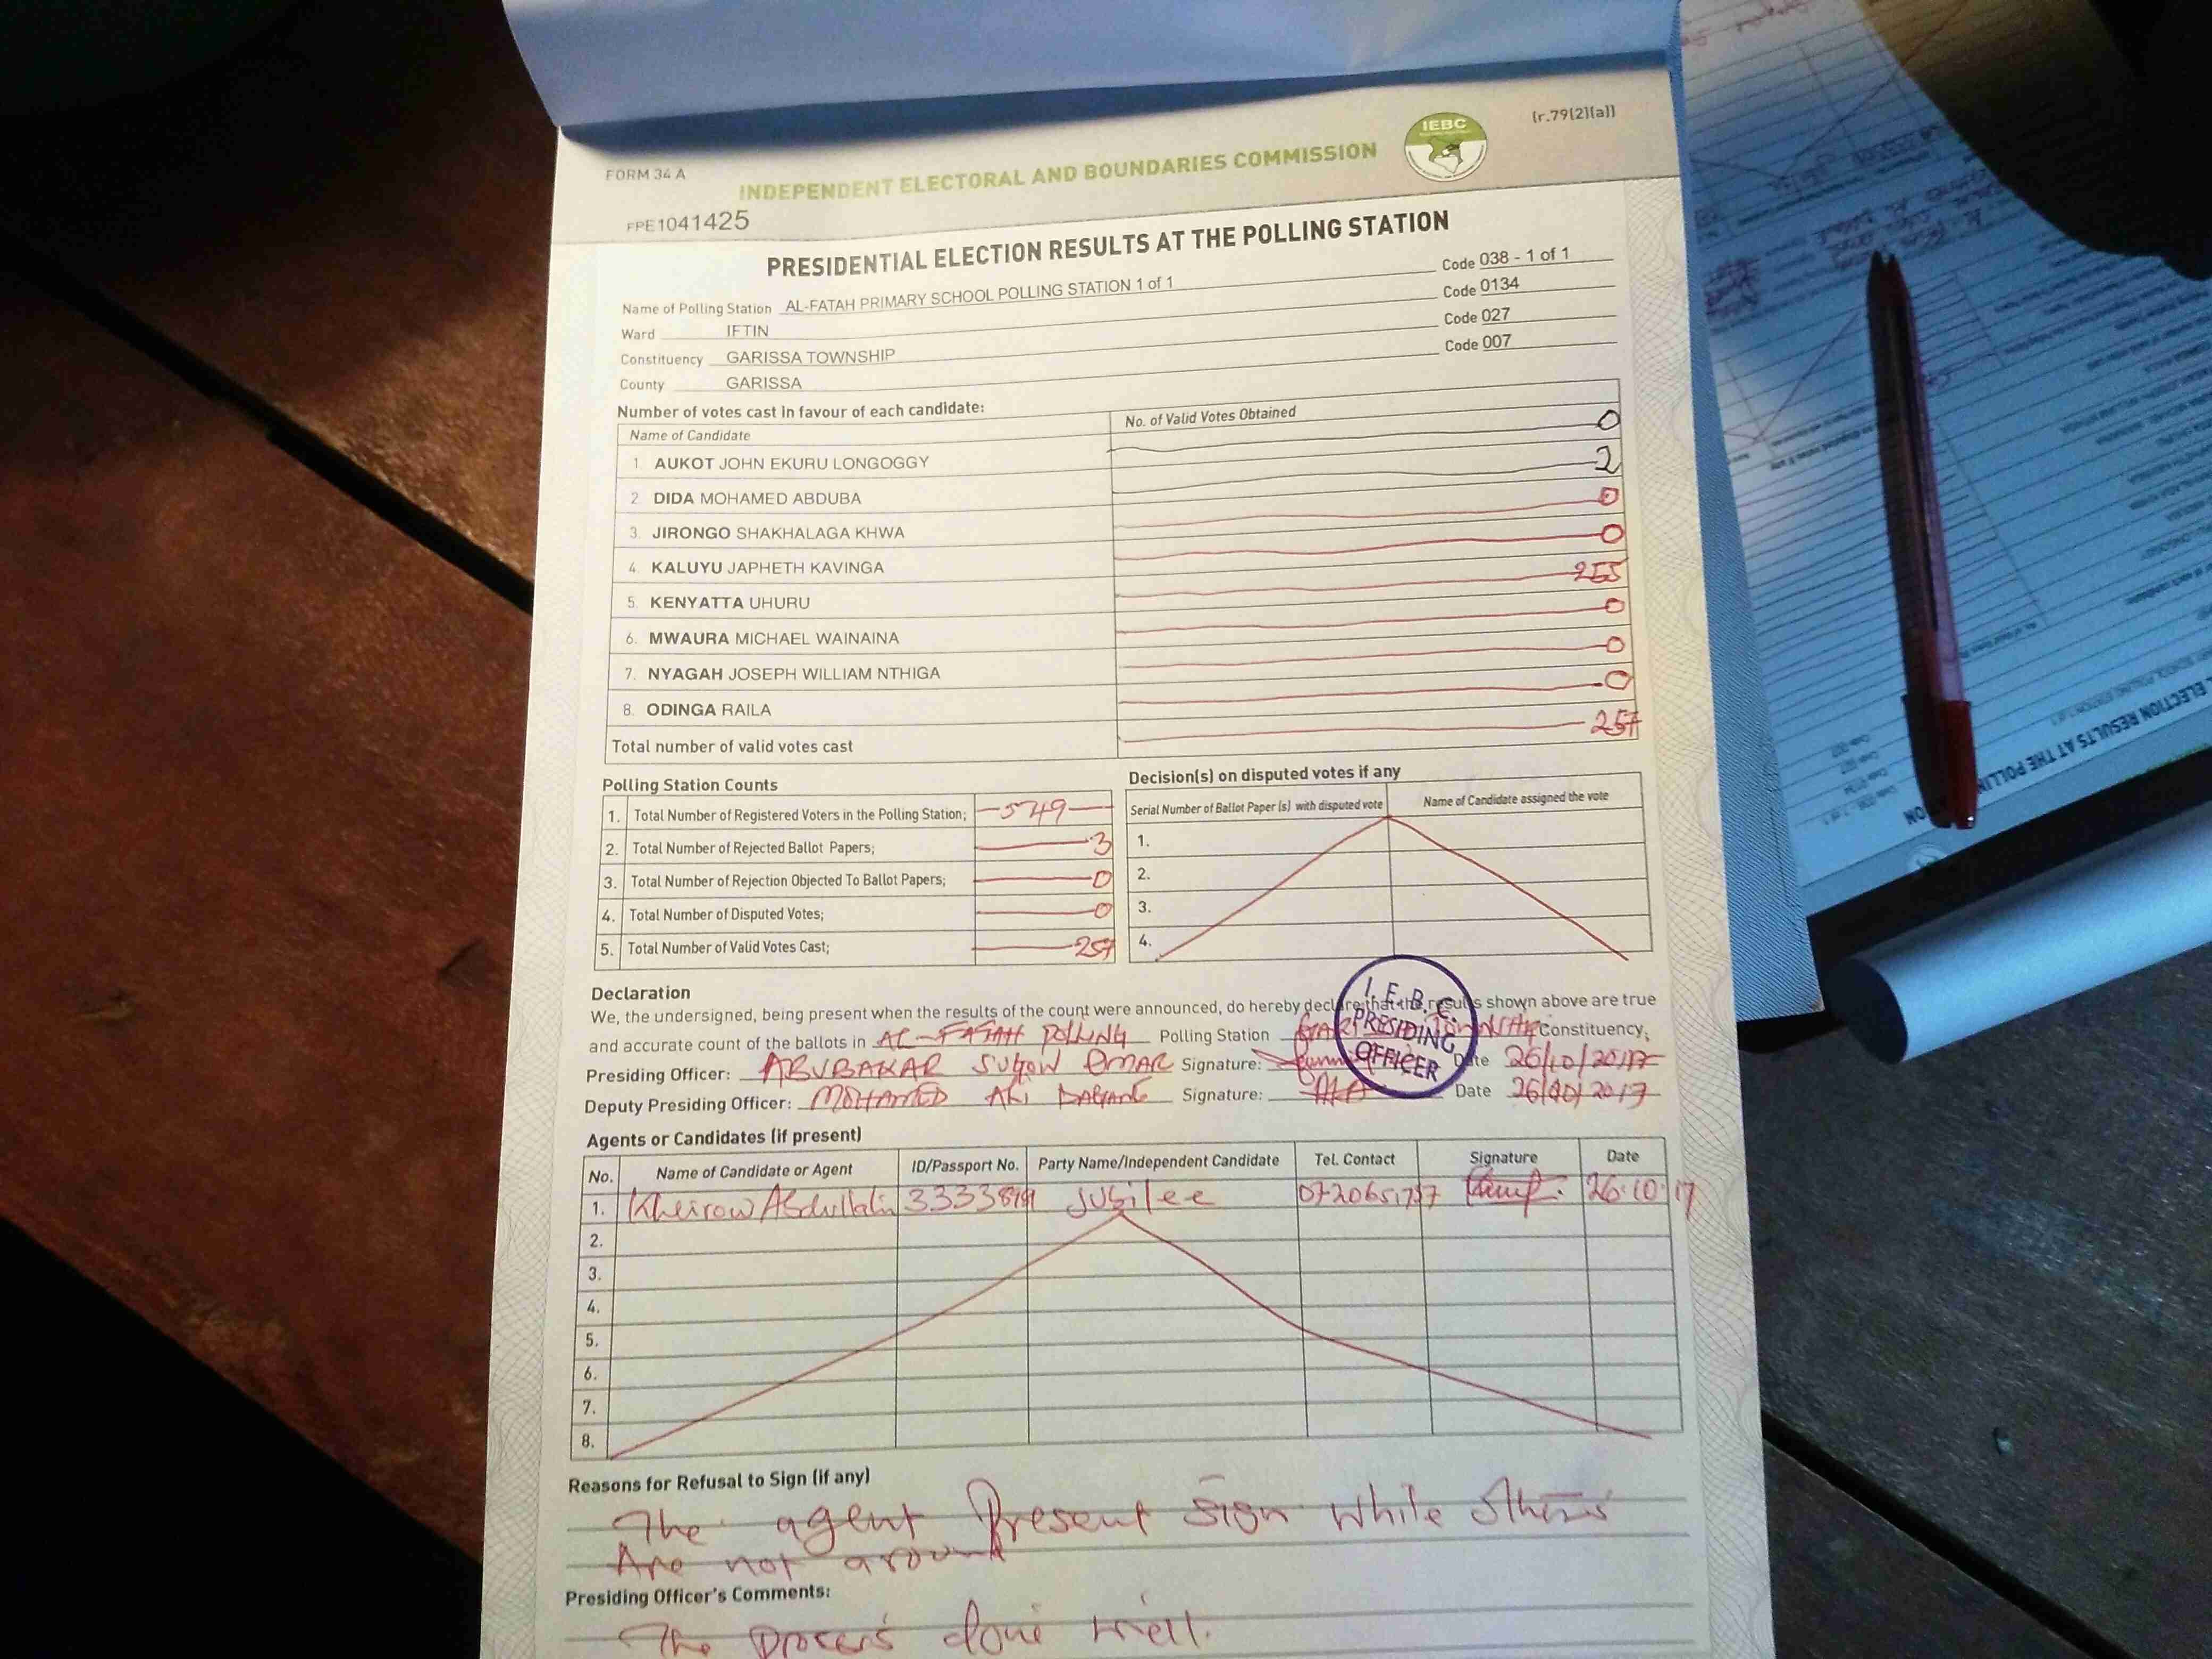 [r.79(2)(a)]
FORM 34 A
INDEPENDENT ELECTORAL AND BOUNDARIES COMMISSION
IEBC
FPE1041425
PRESIDENTIAL ELECTION RESULTS AT THE POLLING STATION
Name of Polling Station AL-FATAH PRIMARY SCHOOL POLLING STATION 1 of 1 Code 038 - 1 of 1
Ward IFTIN Code 0134
Constituency GARISSA TOWNSHIP Code 027
County GARISSA Code 007
Number of votes cast in favour of each candidate:
Name of Candidate No. of Valid Votes Obtained
1. AUKOT JOHN EKURU LONGOGGY 0
2. DIDA MOHAMED ABDUBA 2
3. JIRONGO SHAKHALAGA KHWA 0
4. KALUYU JAPHETH KAVINGA 0
5. KENYATTA UHURU 255
6. MWAURA MICHAEL WAINAINA 0
7. NYAGAH JOSEPH WILLIAM NTHIGA 0
8. ODINGA RAILA 0
Total number of valid votes cast 257
Polling Station Counts
1. Total Number of Registered Voters in the Polling Station; 549
2. Total Number of Rejected Ballot Papers; 3
3. Total Number of Rejection Objected To Ballot Papers; 0
4. Total Number of Disputed Votes; 0
5. Total Number of Valid Votes Cast; 257
Decision(s) on disputed votes if any
Serial Number of Ballot Paper (s) with disputed vote Name of Candidate assigned the vote
1.
2.
3.
4.
Declaration
We, the undersigned, being present when the results of the count were announced, do hereby declare that the results shown above are true
and accurate count of the ballots in AL-FATAH POLLING Polling Station Constituency;
I.E.B.C.
PRESIDING
OFFICER
Presiding Officer: ABUBAKAR SUGOW OMAR Signature: Date 26/10/2017
Deputy Presiding Officer: MOHAMED ALI Signature: Date 26/10/2017
Agents or Candidates (if present)
No. Name of Candidate or Agent ID/Passport No. Party Name/Independent Candidate Tel. Contact Signature Date
1. Kheirow Abdullahi Jubilee 26.10.17
2.
3.
4.
5.
6.
7.
8.
Reasons for Refusal to Sign (if any)
The agent Present sign while others
Are not around
Presiding Officer's Comments:
The process done well.